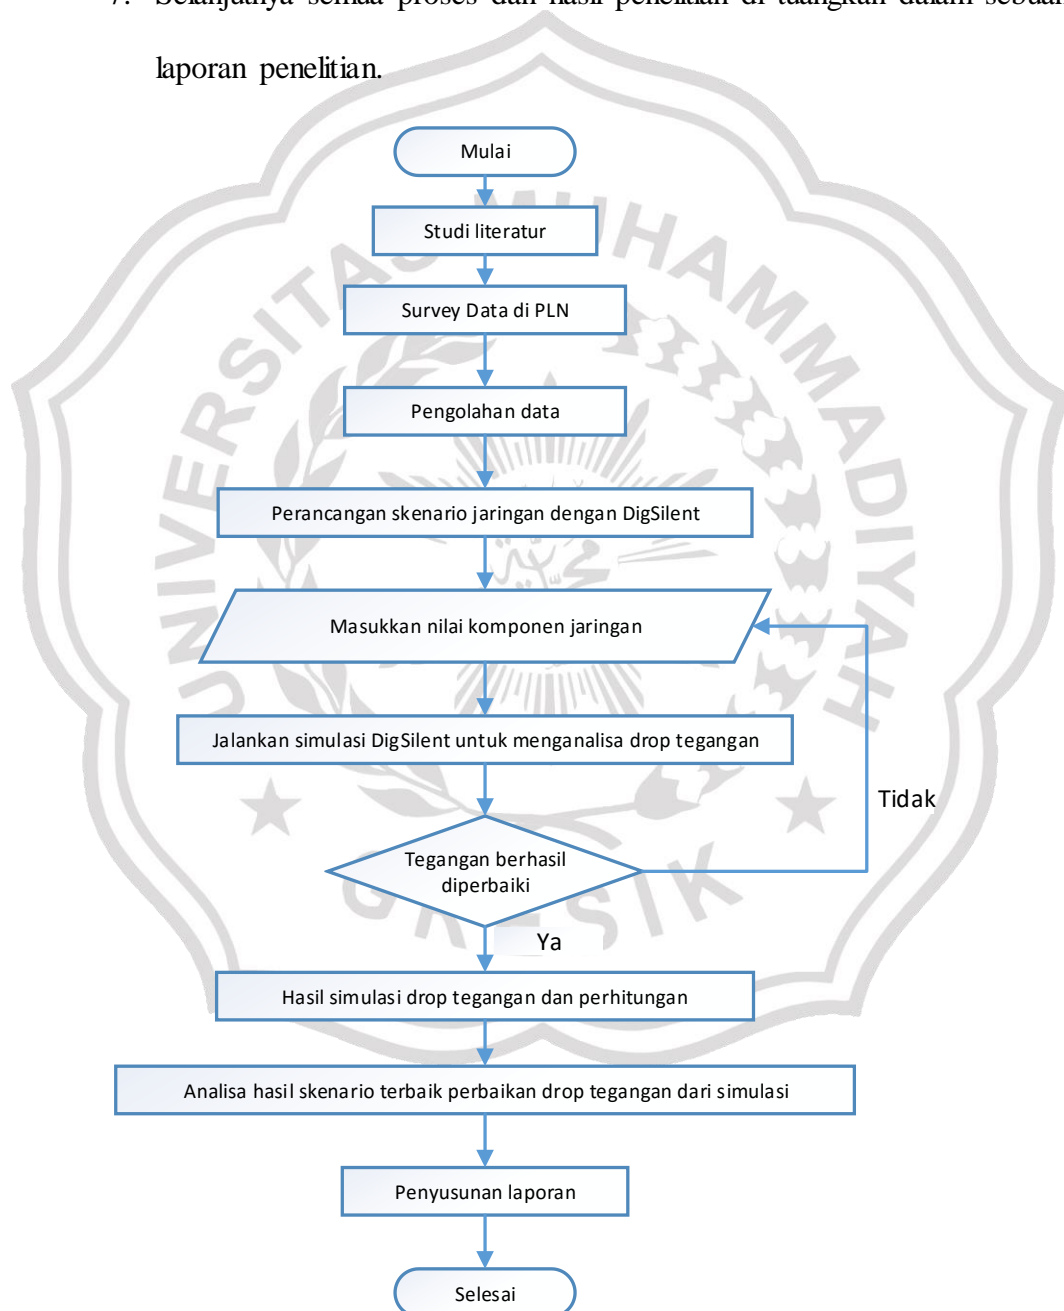 7. Selanjutnya semua proses dan hasil penelitian di tuangkan dalam sebuah
laporan penelitian.
Mulai
Studi literatur
Survey Data di PLN
Pengolahan data
Perancangan skenario jaringan dengan DigSilent
Masukkan nilai komponen jaringan
Jalankan simulasi DigSilent untuk menganalisa drop tegangan
Tidak
Tegangan berhasil
diperbaiki
Ya
Hasil simulasi drop tegangan dan perhitungan
Analisa hasil skenario terbaik perbaikan drop tegangan dari simulasi
Penyusunan laporan
Selesai
UNIVERSITAS MUHAMMADIYAH
GRESIK